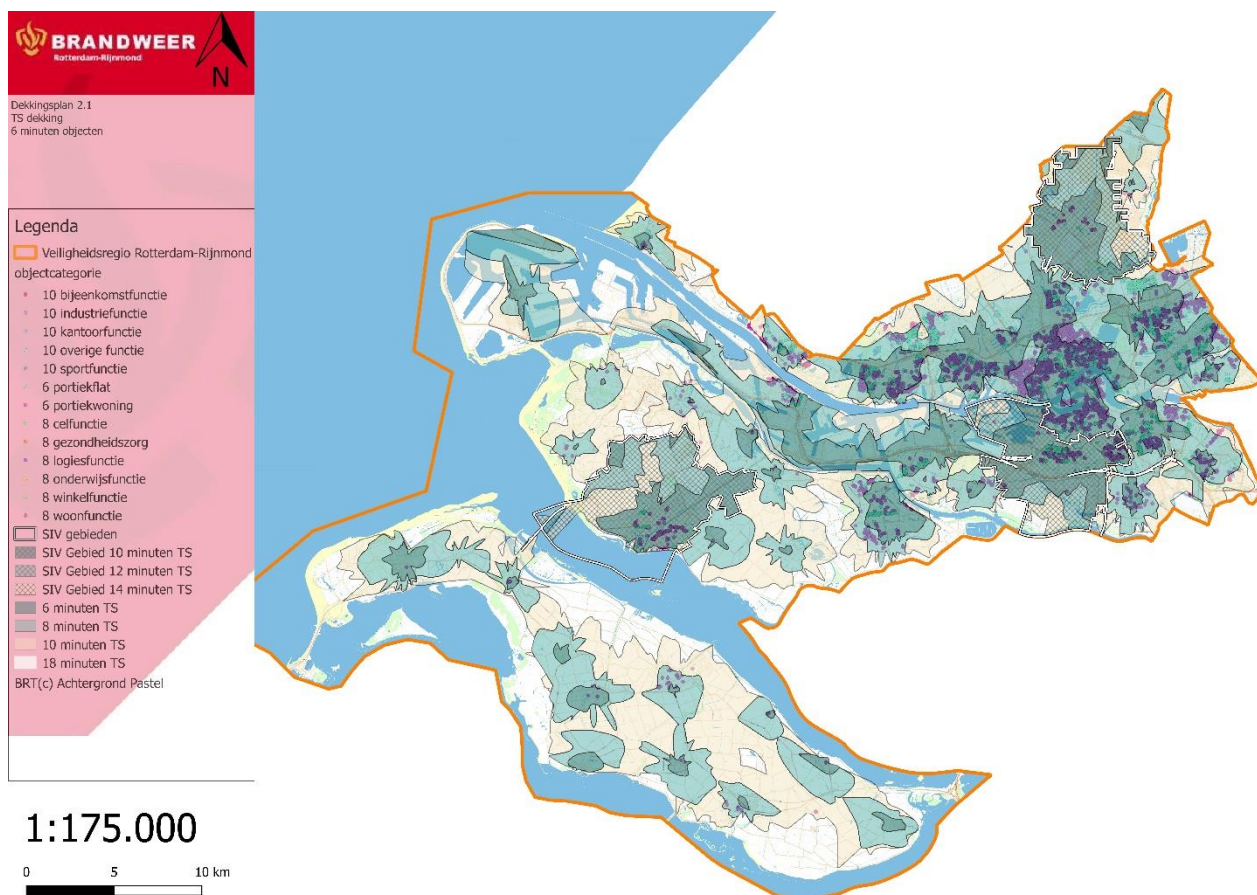 BRANDWEER
Rotterdam-Rijnmond
N
Dekkingsplan 2.1
TS dekking
6 minuten objecten
Legenda
Veiligheidsregio Rotterdam-Rijnmond
objectcategorie
10 bijeenkomstfunctie
10 industriefunctie
10 kantoorfunctie
10 overige functie
10 sportfunctie
6 portiekflat
6 portiekwoning
8 celfunctie
8 gezondheidszorg
8 logiesfunctie
8 onderwijsfunctie
8 winkelfunctie
8 woonfunctie
SIV gebieden
SIV Gebied 10 minuten TS
SIV Gebied 12 minuten TS
SIV Gebied 14 minuten TS
6 minuten TS
8 minuten TS
10 minuten TS
18 minuten TS
BRT(c) Achtergrond Pastel
1:175.000
0 5 10 km